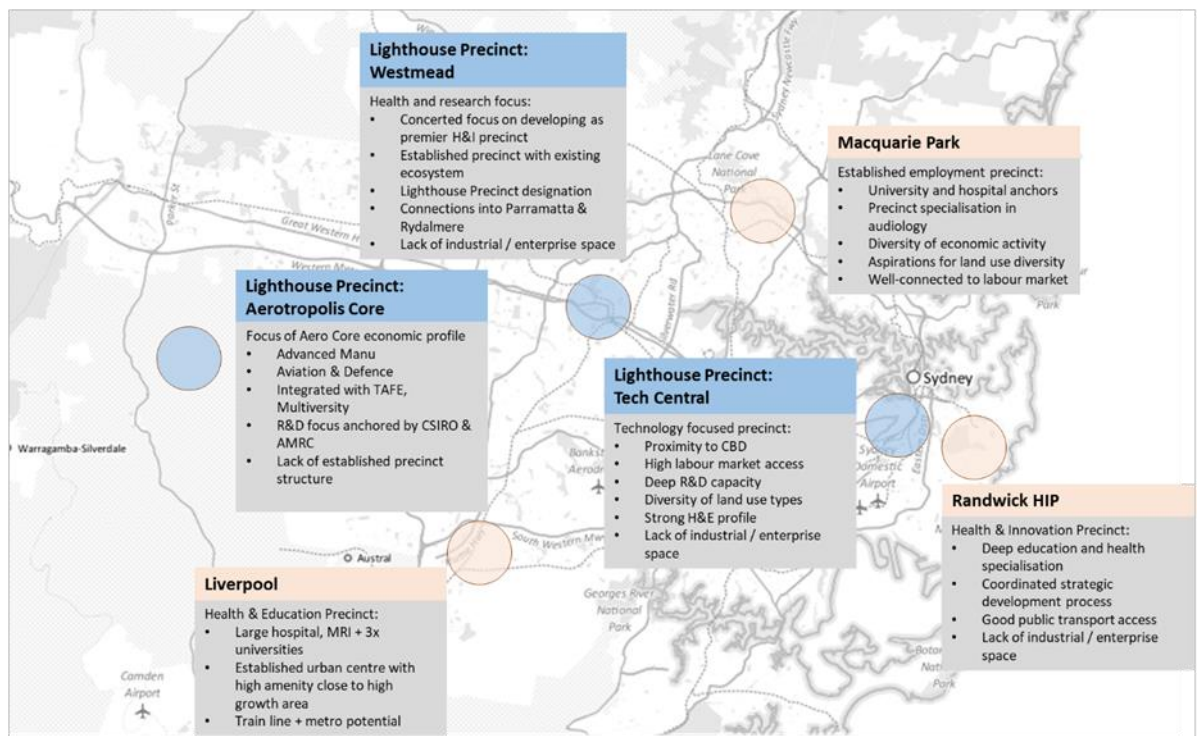 Lighthouse Precinct:
Westmead
Health and research focus:
• Concerted focus on developing as
premier H&I precinct
• Established precinct with existing
ecosystem
• Lighthouse Precinct designation
• Connections into Parramatta &
Rydalmere
• Lack of industrial / enterprise space
Macquarie Park
Established employment precinct:
• University and hospital anchors
• Precinct specialisation in
audiology
• Diversity of economic activity
• Aspirations for land use diversity
• Well-connected to labour market
Lane Cove
National
Park
Parker St
Great Western H
Western Mw
Lighthouse Precinct:
Aerotropolis Core
Focus of Aero Core economic profile
• Advanced Manu
• Aviation & Defence
• Integrated with TAFE,
Multiversity
• R&D focus anchored by CSIRO &
AMRC
• Lack of established precinct
structure
Lighthouse Precinct:
Tech Central
Technology focused precinct:
• Proximity to CBD
• High labour market access
• Deep R&D capacity
• Diversity of land use types
• Strong H&E profile
• Lack of industrial / enterprise
space
Sydney
Warragamba-Silverdale
Randwick HIP
Health & Innovation Precinct:
• Deep education and health
specialisation
• Coordinated strategic
development process
• Good public transport access
• Lack of industrial / enterprise
space
South Western Mw
Austral
Georges River
National
Park
Liverpool
Health & Education Precinct:
• Large hospital, MRI + 3x
universities
• Established urban centre with
high amenity close to high
growth area
• Train line + metro potential
Camden
Airport
Park
Park